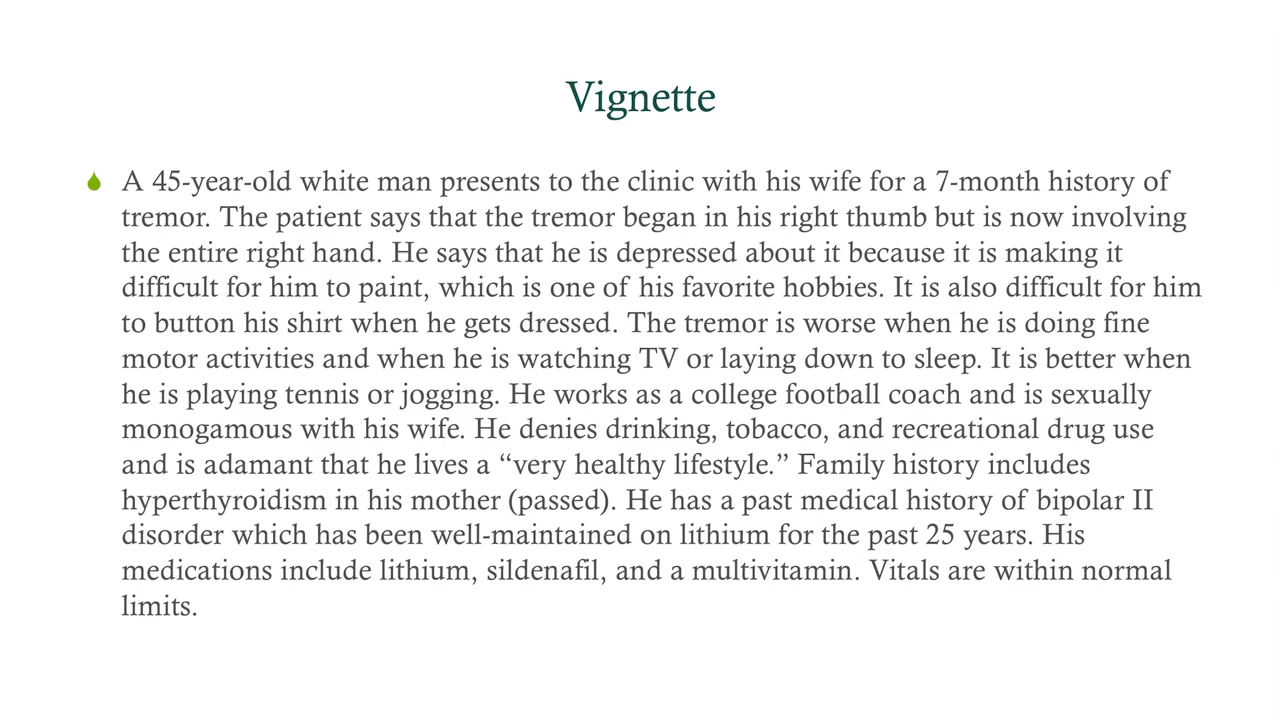 Vignette
A 45-year-old white man presents to the clinic with his wife for a 7-month history of
tremor. The patient says that the tremor began in his right thumb but is now involving
the entire right hand. He says that he is depressed about it because it is making it
difficult for him to paint, which is one of his favorite hobbies. It is also difficult for him
to button his shirt when he gets dressed. The tremor is worse when he is doing fine
motor activities and when he is watching TV or laying down to sleep. It is better when
he is playing tennis or jogging. He works as a college football coach and is sexually
monogamous with his wife. He denies drinking, tobacco, and recreational drug use
and is adamant that he lives a “very healthy lifestyle.” Family history includes
hyperthyroidism in his mother (passed). He has a past medical history of bipolar II
disorder which has been well-maintained on lithium for the past 25 years. His
medications include lithium, sildenafil, and a multivitamin. Vitals are within normal
limits.